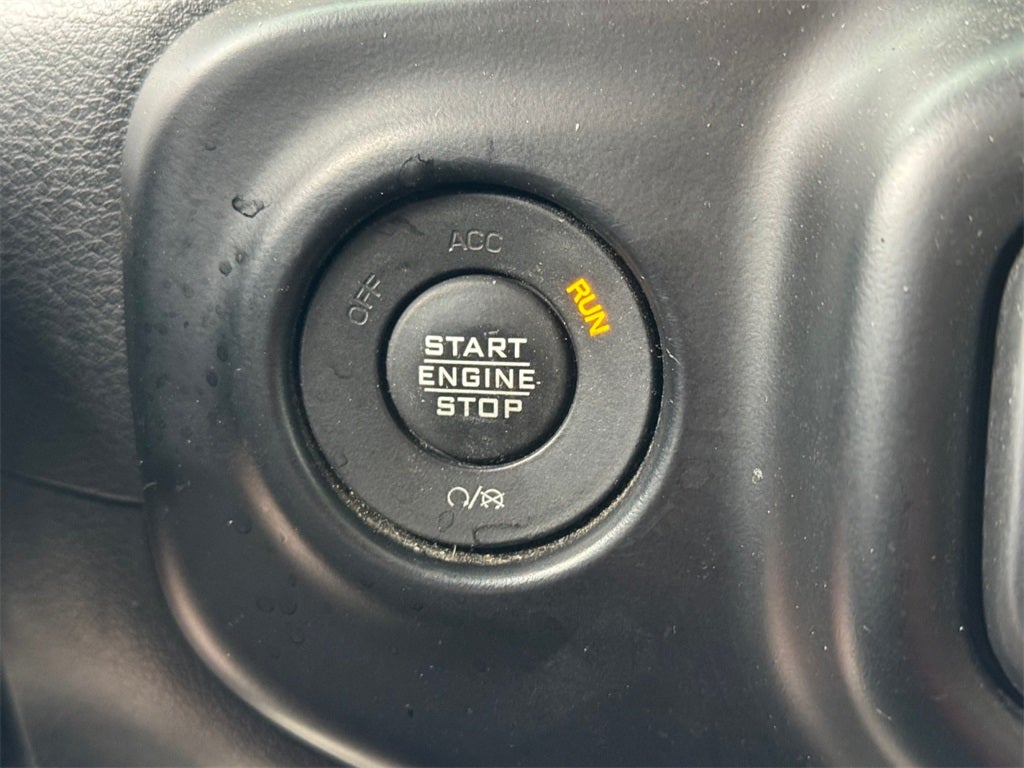 OFF
ACC
RUN
START
ENGINE
STOP